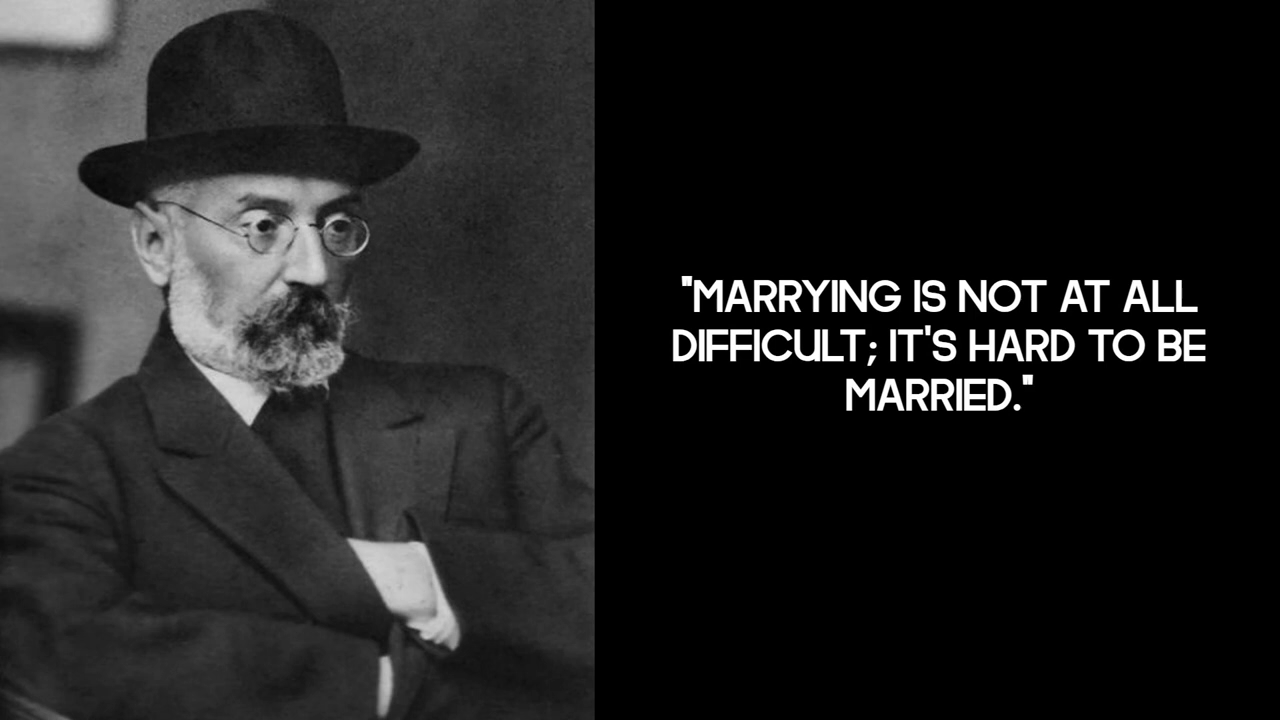 "MARRYING IS NOT AT ALL
DIFFICULT; IT'S HARD TO BE
MARRIED."